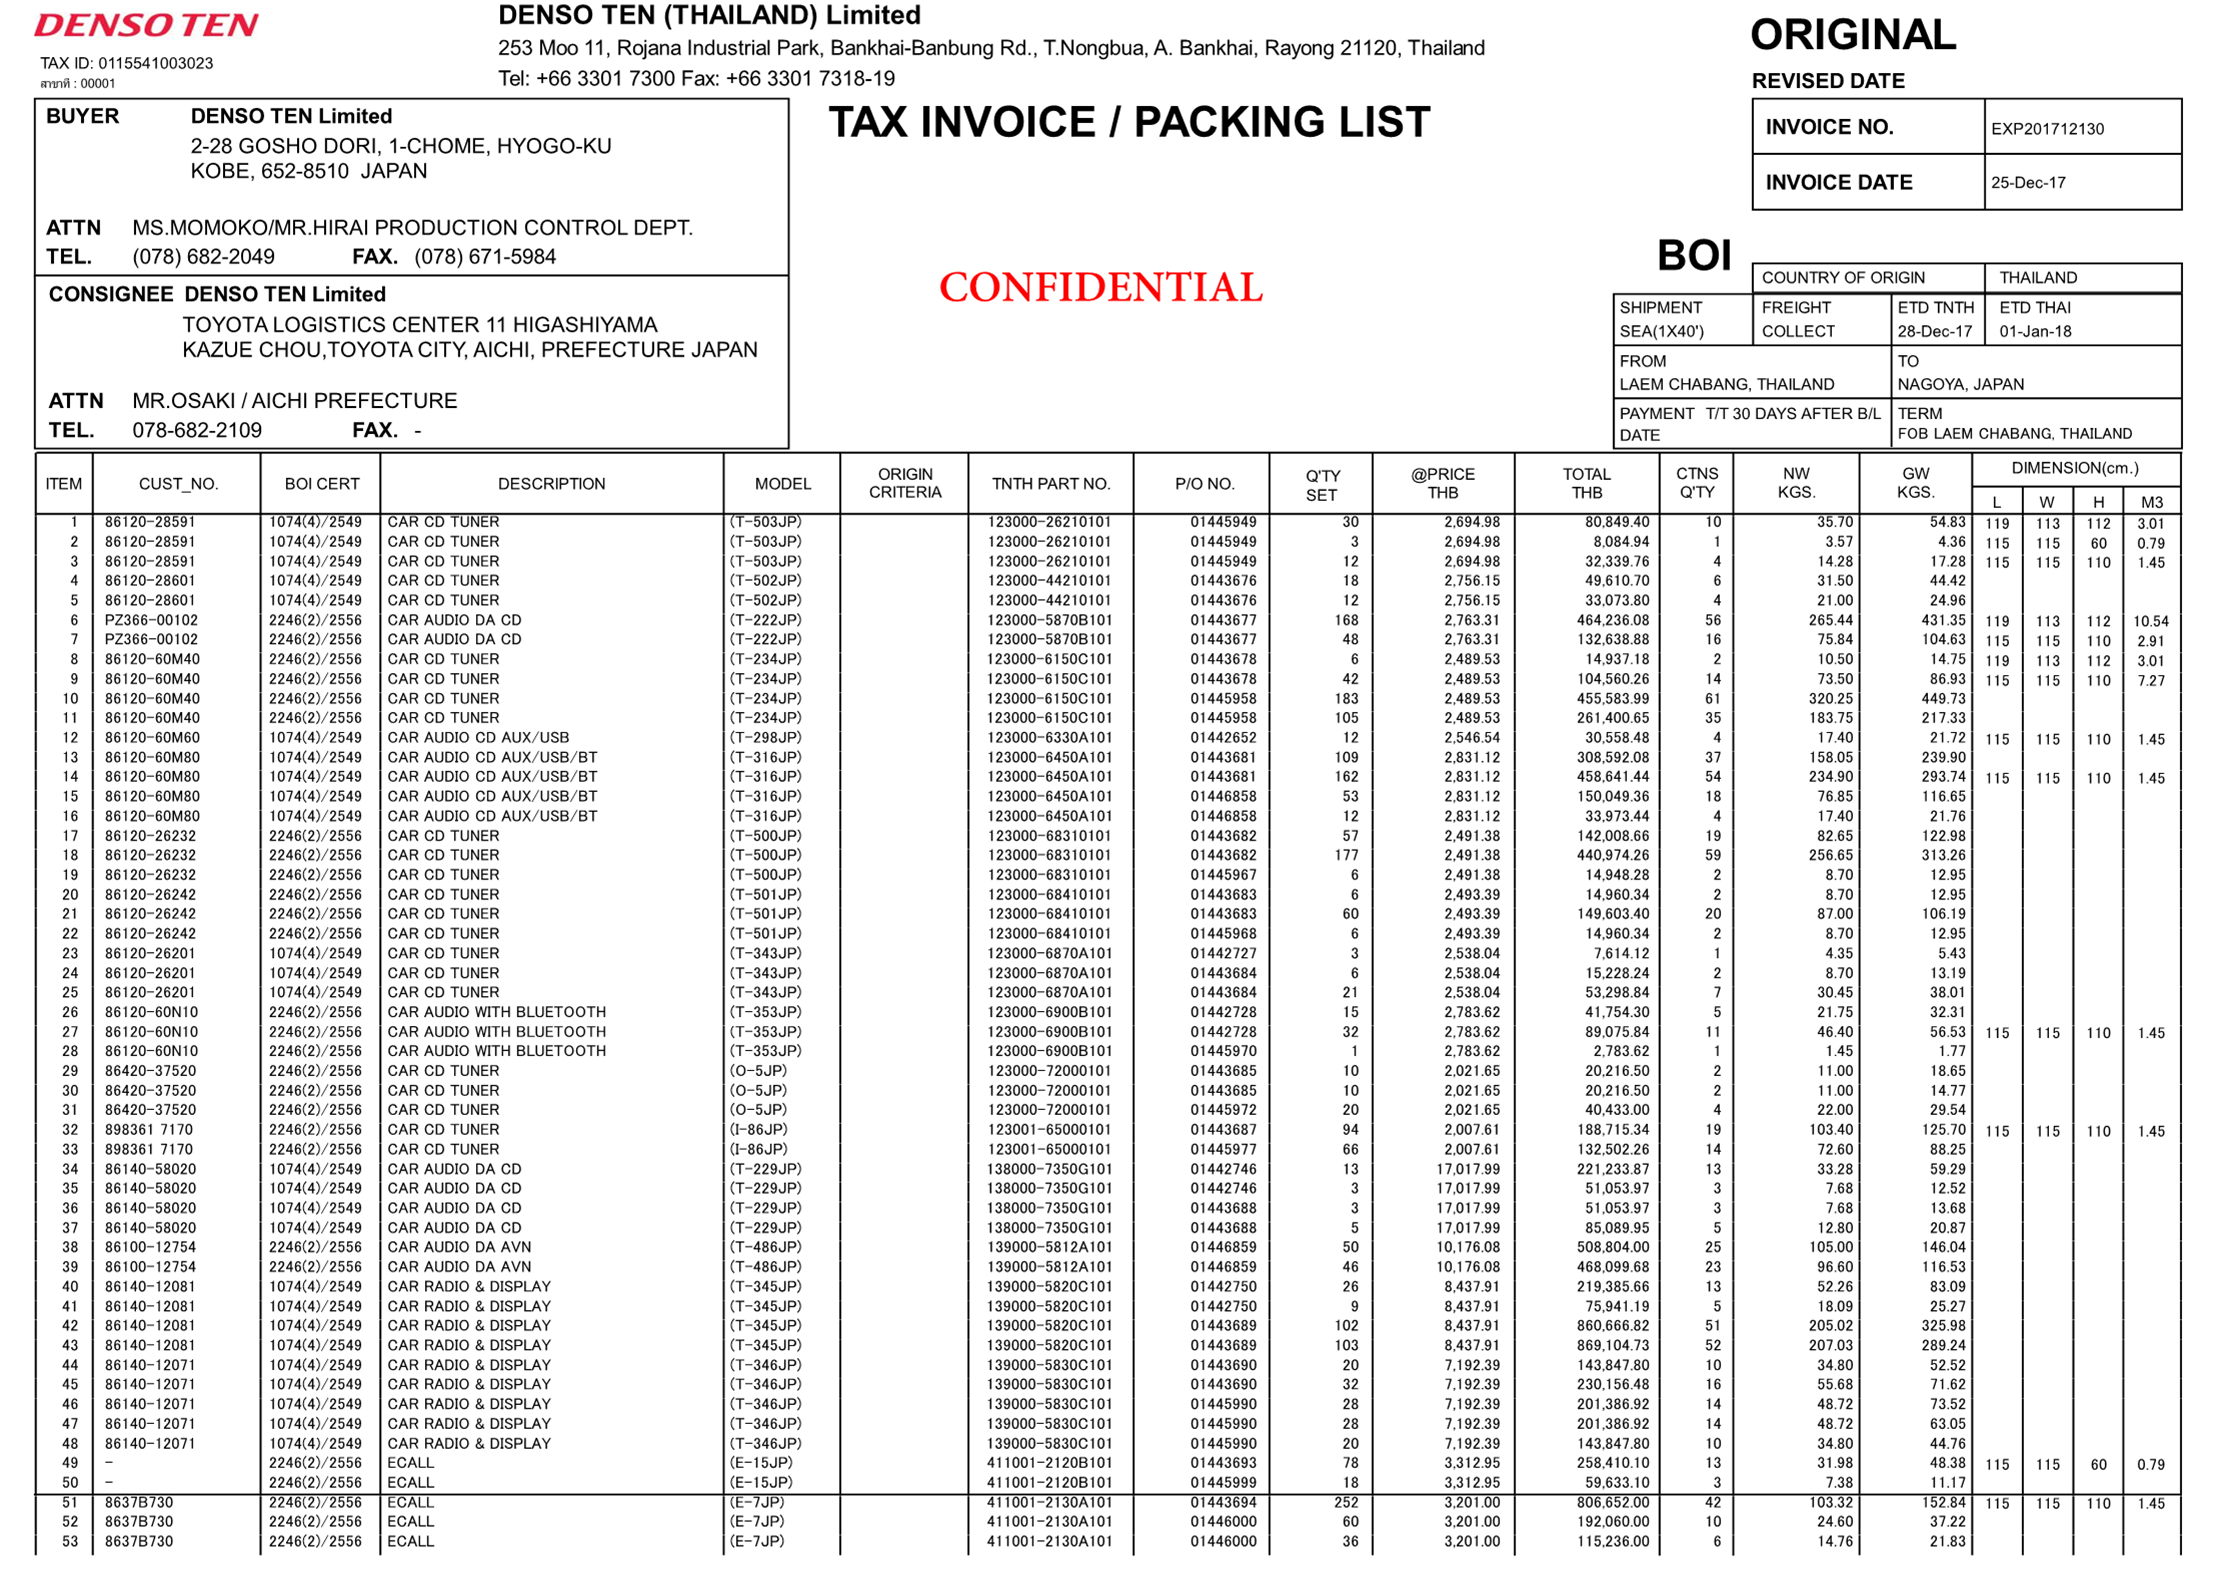 DENSO TEN
TAX ID: 0115541003023
สาขาที่ : 00001
DENSO TEN (THAILAND) Limited
253 Moo 11, Rojana Industrial Park, Bankhai-Banbung Rd., T.Nongbua, A. Bankhai, Rayong 21120, Thailand
Tel: +66 3301 7300 Fax: +66 3301 7318-19
ORIGINAL
REVISED DATE
TAX INVOICE / PACKING LIST
INVOICE NO. EXP201712130
INVOICE DATE 25-Dec-17
BUYER DENSO TEN Limited
2-28 GOSHO DORI, 1-CHOME, HYOGO-KU
KOBE, 652-8510 JAPAN
ATTN MS.MOMOKO/MR.HIRAI PRODUCTION CONTROL DEPT.
TEL. (078) 682-2049 FAX. (078) 671-5984
CONSIGNEE DENSO TEN Limited
TOYOTA LOGISTICS CENTER 11 HIGASHIYAMA
KAZUE CHOU,TOYOTA CITY, AICHI, PREFECTURE JAPAN
ATTN MR.OSAKI / AICHI PREFECTURE
TEL. 078-682-2109 FAX. -
CONFIDENTIAL
BOI
COUNTRY OF ORIGIN THAILAND
SHIPMENT FREIGHT ETD TNTH ETD THAI
SEA(1X40') COLLECT 28-Dec-17 01-Jan-18
FROM TO
LAEM CHABANG, THAILAND NAGOYA, JAPAN
PAYMENT T/T 30 DAYS AFTER B/L TERM
DATE FOB LAEM CHABANG, THAILAND
ITEM CUST_NO. BOI CERT DESCRIPTION MODEL ORIGIN CRITERIA TNTH PART NO. P/O NO. Q'TY SET @PRICE THB TOTAL THB CTNS Q'TY NW KGS. GW KGS. DIMENSION(cm.)
L W H M3
1 86120-28591 1074(4)/2549 CAR CD TUNER (T-503JP) 123000-26210101 01445949 30 2,694.98 80,849.40 10 35.70 54.83 119 113 112 3.01
2 86120-28591 1074(4)/2549 CAR CD TUNER (T-503JP) 123000-26210101 01445949 3 2,694.98 8,084.94 1 3.57 4.36 115 115 60 0.79
3 86120-28591 1074(4)/2549 CAR CD TUNER (T-503JP) 123000-26210101 01445949 12 2,694.98 32,339.76 4 14.28 17.28 115 115 110 1.45
4 86120-28601 1074(4)/2549 CAR CD TUNER (T-502JP) 123000-44210101 01443676 18 2,756.15 49,610.70 6 31.50 44.42
5 86120-28601 1074(4)/2549 CAR CD TUNER (T-502JP) 123000-44210101 01443676 12 2,756.15 33,073.80 4 21.00 24.96
6 PZ366-00102 2246(2)/2556 CAR AUDIO DA CD (T-222JP) 123000-5870B101 01443677 168 2,763.31 464,236.08 56 265.44 431.35 119 113 112 10.54
7 PZ366-00102 2246(2)/2556 CAR AUDIO DA CD (T-222JP) 123000-5870B101 01443677 48 2,763.31 132,638.88 16 75.84 104.63 115 115 110 2.91
8 86120-60M40 2246(2)/2556 CAR CD TUNER (T-234JP) 123000-6150C101 01443678 6 2,489.53 14,937.18 2 10.50 14.75 119 113 112 3.01
9 86120-60M40 2246(2)/2556 CAR CD TUNER (T-234JP) 123000-6150C101 01443678 42 2,489.53 104,560.26 14 73.50 86.93 115 115 110 7.27
10 86120-60M40 2246(2)/2556 CAR CD TUNER (T-234JP) 123000-6150C101 01445958 183 2,489.53 455,583.99 61 320.25 449.73
11 86120-60M40 2246(2)/2556 CAR CD TUNER (T-234JP) 123000-6150C101 01445958 105 2,489.53 261,400.65 35 183.75 217.33
12 86120-60M60 1074(4)/2549 CAR AUDIO CD AUX/USB (T-298JP) 123000-6330A101 01442652 12 2,546.54 30,558.48 4 17.40 21.72 115 115 110 1.45
13 86120-60M80 1074(4)/2549 CAR AUDIO CD AUX/USB/BT (T-316JP) 123000-6450A101 01443681 109 2,831.12 308,592.08 37 158.05 239.90
14 86120-60M80 1074(4)/2549 CAR AUDIO CD AUX/USB/BT (T-316JP) 123000-6450A101 01443681 162 2,831.12 458,641.44 54 234.90 293.74 115 115 110 1.45
15 86120-60M80 1074(4)/2549 CAR AUDIO CD AUX/USB/BT (T-316JP) 123000-6450A101 01446858 53 2,831.12 150,049.36 18 76.85 116.65
16 86120-60M80 1074(4)/2549 CAR AUDIO CD AUX/USB/BT (T-316JP) 123000-6450A101 01446858 12 2,831.12 33,973.44 4 17.40 21.76
17 86120-26232 2246(2)/2556 CAR CD TUNER (T-500JP) 123000-68310101 01443682 57 2,491.38 142,008.66 19 82.65 122.98
18 86120-26232 2246(2)/2556 CAR CD TUNER (T-500JP) 123000-68310101 01443682 177 2,491.38 440,974.26 59 256.65 313.26
19 86120-26232 2246(2)/2556 CAR CD TUNER (T-500JP) 123000-68310101 01445967 6 2,491.38 14,948.28 2 8.70 12.95
20 86120-26242 2246(2)/2556 CAR CD TUNER (T-501JP) 123000-68410101 01443683 6 2,493.39 14,960.34 2 8.70 12.95
21 86120-26242 2246(2)/2556 CAR CD TUNER (T-501JP) 123000-68410101 01443683 60 2,493.39 149,603.40 20 87.00 106.19
22 86120-26242 2246(2)/2556 CAR CD TUNER (T-501JP) 123000-68410101 01445968 6 2,493.39 14,960.34 2 8.70 12.95
23 86120-26201 1074(4)/2549 CAR CD TUNER (T-343JP) 123000-6870A101 01442727 3 2,538.04 7,614.12 1 4.35 5.43
24 86120-26201 1074(4)/2549 CAR CD TUNER (T-343JP) 123000-6870A101 01443684 6 2,538.04 15,228.24 2 8.70 13.19
25 86120-26201 1074(4)/2549 CAR CD TUNER (T-343JP) 123000-6870A101 01443684 21 2,538.04 53,298.84 7 30.45 38.01
26 86120-60N10 2246(2)/2556 CAR AUDIO WITH BLUETOOTH (T-353JP) 123000-6900B101 01442728 15 2,783.62 41,754.30 5 21.75 32.31
27 86120-60N10 2246(2)/2556 CAR AUDIO WITH BLUETOOTH (T-353JP) 123000-6900B101 01442728 32 2,783.62 89,075.84 11 46.40 56.53 115 115 110 1.45
28 86120-60N10 2246(2)/2556 CAR AUDIO WITH BLUETOOTH (T-353JP) 123000-6900B101 01445970 1 2,783.62 2,783.62 1 1.45 1.77
29 86420-37520 2246(2)/2556 CAR CD TUNER (O-5JP) 123000-72000101 01443685 10 2,021.65 20,216.50 2 11.00 18.65
30 86420-37520 2246(2)/2556 CAR CD TUNER (O-5JP) 123000-72000101 01443685 10 2,021.65 20,216.50 2 11.00 14.77
31 86420-37520 2246(2)/2556 CAR CD TUNER (O-5JP) 123000-72000101 01445972 20 2,021.65 40,433.00 4 22.00 29.54
32 898361 7170 2246(2)/2556 CAR CD TUNER (I-86JP) 123001-65000101 01443687 94 2,007.61 188,715.34 19 103.40 125.70 115 115 110 1.45
33 898361 7170 2246(2)/2556 CAR CD TUNER (I-86JP) 123001-65000101 01445977 66 2,007.61 132,502.26 14 72.60 88.25
34 86140-58020 1074(4)/2549 CAR AUDIO DA CD (T-229JP) 138000-7350G101 01442746 13 17,017.99 221,233.87 13 33.28 59.29
35 86140-58020 1074(4)/2549 CAR AUDIO DA CD (T-229JP) 138000-7350G101 01442746 3 17,017.99 51,053.97 3 7.68 12.52
36 86140-58020 1074(4)/2549 CAR AUDIO DA CD (T-229JP) 138000-7350G101 01443688 3 17,017.99 51,053.97 3 7.68 13.68
37 86140-58020 1074(4)/2549 CAR AUDIO DA CD (T-229JP) 138000-7350G101 01443688 5 17,017.99 85,089.95 5 12.80 20.87
38 86100-12754 2246(2)/2556 CAR AUDIO DA AVN (T-486JP) 139000-5812A101 01446859 50 10,176.08 508,804.00 25 105.00 146.04
39 86100-12754 2246(2)/2556 CAR AUDIO DA AVN (T-486JP) 139000-5812A101 01446859 46 10,176.08 468,099.68 23 96.60 116.53
40 86140-12081 1074(4)/2549 CAR RADIO & DISPLAY (T-345JP) 139000-5820C101 01442750 26 8,437.91 219,385.66 13 52.26 83.09
41 86140-12081 1074(4)/2549 CAR RADIO & DISPLAY (T-345JP) 139000-5820C101 01442750 9 8,437.91 75,941.19 5 18.09 25.27
42 86140-12081 1074(4)/2549 CAR RADIO & DISPLAY (T-345JP) 139000-5820C101 01443689 102 8,437.91 860,666.82 51 205.02 325.98
43 86140-12081 1074(4)/2549 CAR RADIO & DISPLAY (T-345JP) 139000-5820C101 01443689 103 8,437.91 869,104.73 52 207.03 289.24
44 86140-12071 1074(4)/2549 CAR RADIO & DISPLAY (T-346JP) 139000-5830C101 01443690 20 7,192.39 143,847.80 10 34.80 52.52
45 86140-12071 1074(4)/2549 CAR RADIO & DISPLAY (T-346JP) 139000-5830C101 01443690 32 7,192.39 230,156.48 16 55.68 71.62
46 86140-12071 1074(4)/2549 CAR RADIO & DISPLAY (T-346JP) 139000-5830C101 01445990 28 7,192.39 201,386.92 14 48.72 73.52
47 86140-12071 1074(4)/2549 CAR RADIO & DISPLAY (T-346JP) 139000-5830C101 01445990 28 7,192.39 201,386.92 14 48.72 63.05
48 86140-12071 1074(4)/2549 CAR RADIO & DISPLAY (T-346JP) 139000-5830C101 01445990 20 7,192.39 143,847.80 10 34.80 44.76
49 - 2246(2)/2556 ECALL (E-15JP) 411001-2120B101 01443693 78 3,312.95 258,410.10 13 31.98 48.38 115 115 60 0.79
50 - 2246(2)/2556 ECALL (E-15JP) 411001-2120B101 01445999 18 3,312.95 59,633.10 3 7.38 11.17
51 8637B730 2246(2)/2556 ECALL (E-7JP) 411001-2130A101 01443694 252 3,201.00 806,652.00 42 103.32 152.84 115 115 110 1.45
52 8637B730 2246(2)/2556 ECALL (E-7JP) 411001-2130A101 01446000 60 3,201.00 192,060.00 10 24.60 37.22
53 8637B730 2246(2)/2556 ECALL (E-7JP) 411001-2130A101 01446000 36 3,201.00 115,236.00 6 14.76 21.83